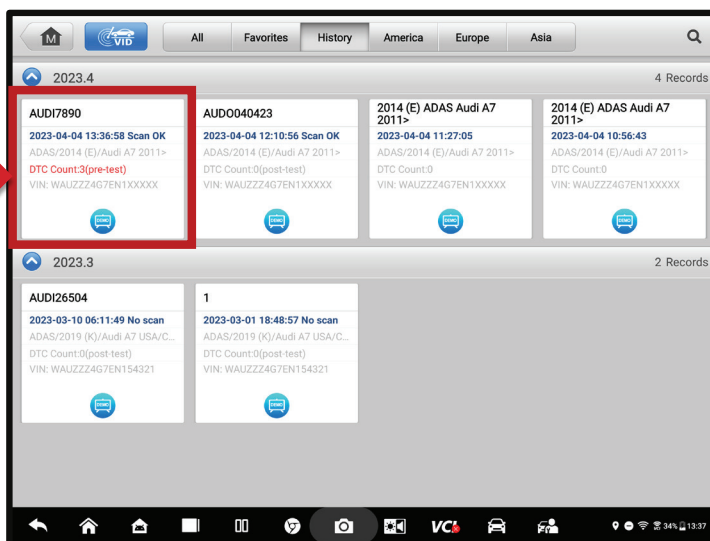 M
VID
All
Favorites
History
America
Europe
Asia
2023.4
4 Records
AUDI7890
2023-04-04 13:36:58 Scan OK
ADAS/2014 (E)/Audi A7 2011>
DTC Count:3(pre-test)
VIN: WAUZZZ4G7EN1XXXXX
DEMO
AUDO040423
2023-04-04 12:10:56 Scan OK
ADAS/2014 (E)/Audi A7 2011>
DTC Count:0(post-test)
VIN: WAUZZZ4G7EN1XXXXX
DEMO
2014 (E) ADAS Audi A7
2011>
2023-04-04 11:27:05
ADAS/2014 (E)/Audi A7 2011>
DTC Count:0
VIN: WAUZZZ4G7EN1XXXXX
DEMO
2014 (E) ADAS Audi A7
2011>
2023-04-04 10:56:43
ADAS/2014 (E)/Audi A7 2011>
DTC Count:0
VIN: WAUZZZ4G7EN1XXXXX
DEMO
2023.3
2 Records
AUDI26504
2023-03-10 06:11:49 No scan
ADAS/2019 (K)/Audi A7 USA/C...
DTC Count:0(post-test)
VIN: WAUZZZ4G7EN154321
DEMO
1
2023-03-01 18:48:57 No scan
ADAS/2019 (K)/Audi A7 USA/C...
DTC Count:0(post-test)
VIN: WAUZZZ4G7EN154321
DEMO
VCI
34%
13:37